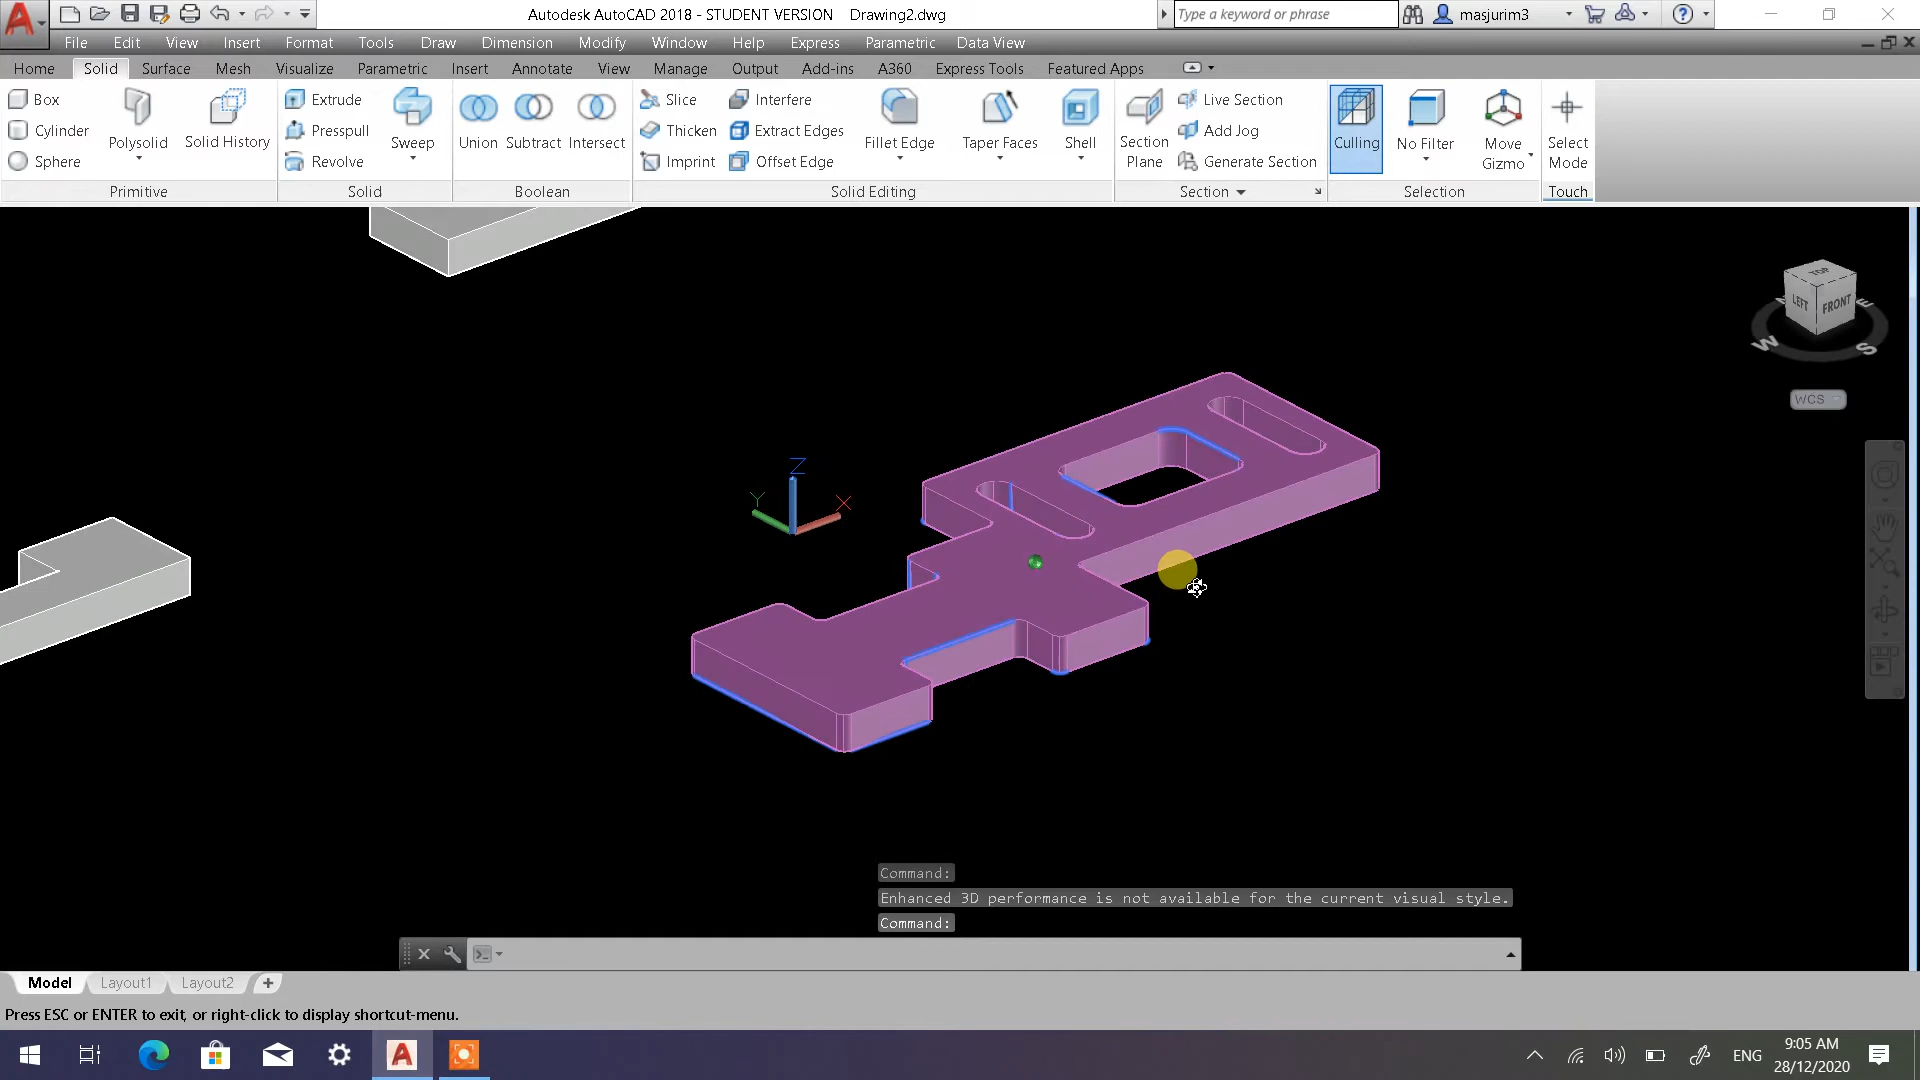 Autodesk AutoCAD 2018 - STUDENT VERSION Drawing2.dwg
Type a keyword or phrase
masjurim3
File Edit View Insert Format Tools Draw Dimension Modify Window Help Express Parametric Data View
Home Solid Surface Mesh Visualize Parametric Insert Annotate View Manage Output Add-ins A360 Express Tools Featured Apps
Box
Cylinder
Sphere
Polysolid
Solid History
Primitive
Extrude
Presspull
Revolve
Sweep
Solid
Union Subtract Intersect
Boolean
Slice
Thicken
Imprint
Interfere
Extract Edges
Offset Edge
Fillet Edge
Taper Faces
Shell
Solid Editing
Section Plane
Live Section
Add Jog
Generate Section
Section
Culling
No Filter
Move Gizmo
Selection
Select Mode
Touch
TOP
LEFT FRONT
W S E
WCS
Z
Y X
Command:
Enhanced 3D performance is not available for the current visual style.
Command:
Model Layout1 Layout2
Press ESC or ENTER to exit, or right-click to display shortcut-menu.
ENG
9:05 AM
28/12/2020